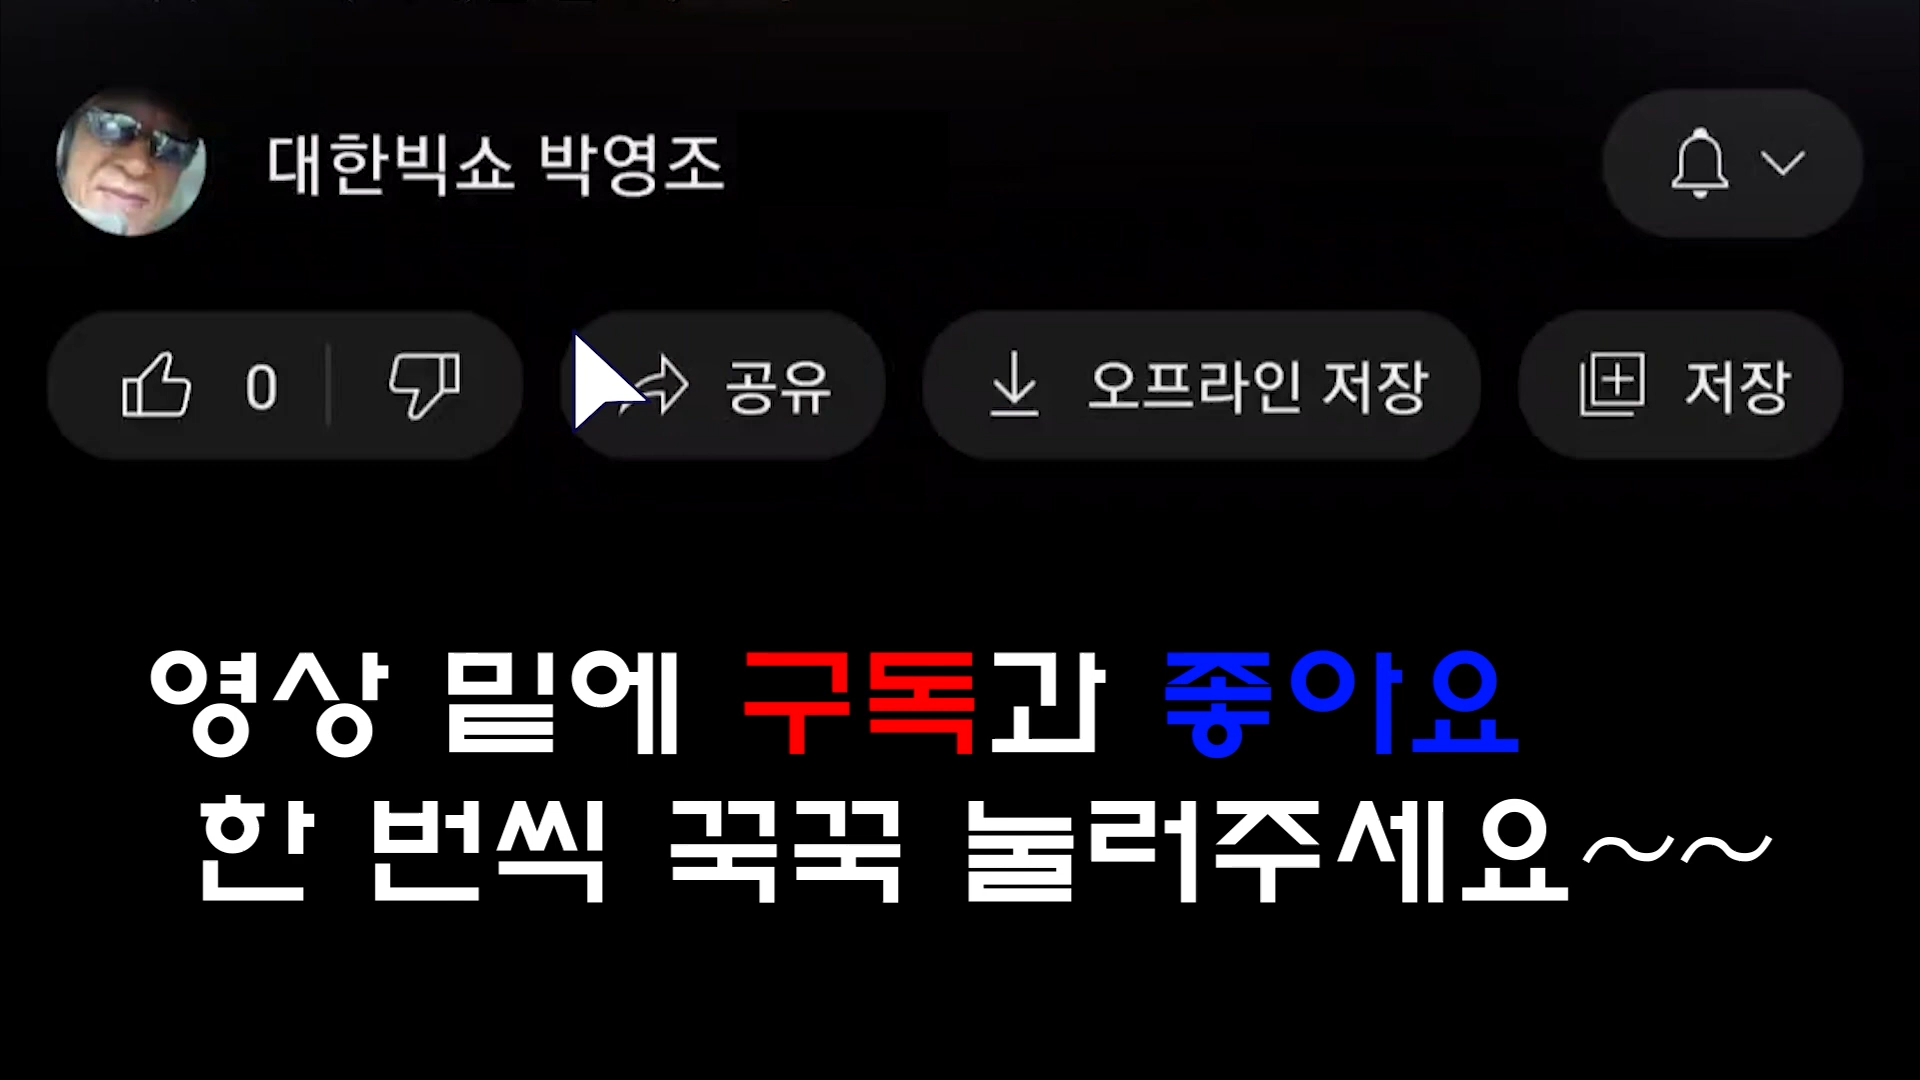 대한빅쇼 박영조
0 공유 오프라인 저장 저장
영상 밑에 구독과 좋아요
한 번씩 꾹꾹 눌러주세요~~